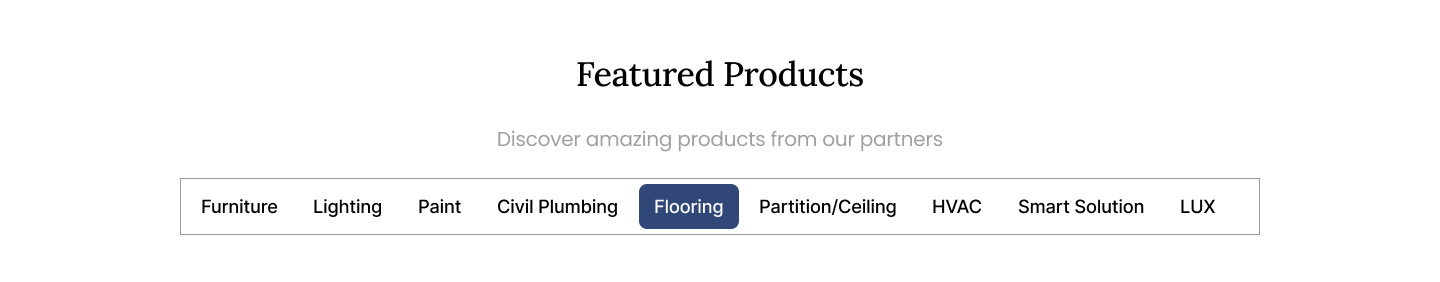 Featured Products
Discover amazing products from our partners
Furniture Lighting Paint Civil Plumbing Flooring Partition/Ceiling HVAC Smart Solution LUX